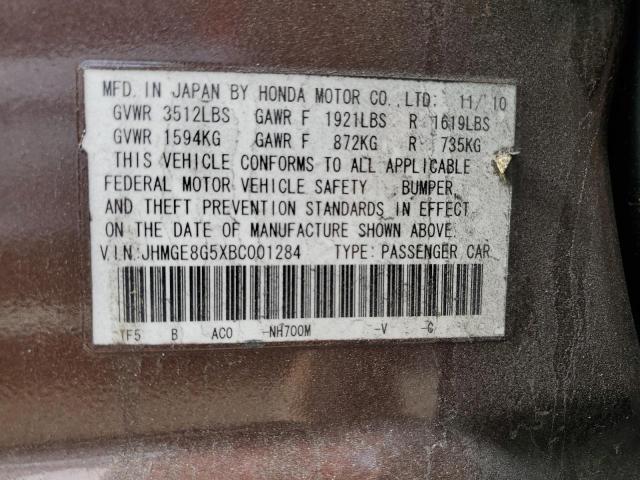 MFD. IN JAPAN BY HONDA MOTOR CO., LTD. 11/10
GVWR 3512LBS GAWR F 1921LBS R 1619LBS
GVWR 1594KG GAWR F 872KG R 735KG
THIS VEHICLE CONFORMS TO ALL APPLICABLE
FEDERAL MOTOR VEHICLE SAFETY, BUMPER,
AND THEFT PREVENTION STANDARDS IN EFFECT
ON THE DATE OF MANUFACTURE SHOWN ABOVE.
V.I.N: JHMGE8G5XBC001284 TYPE: PASSENGER CAR
TF5 B AC0 -NH700M -V -G